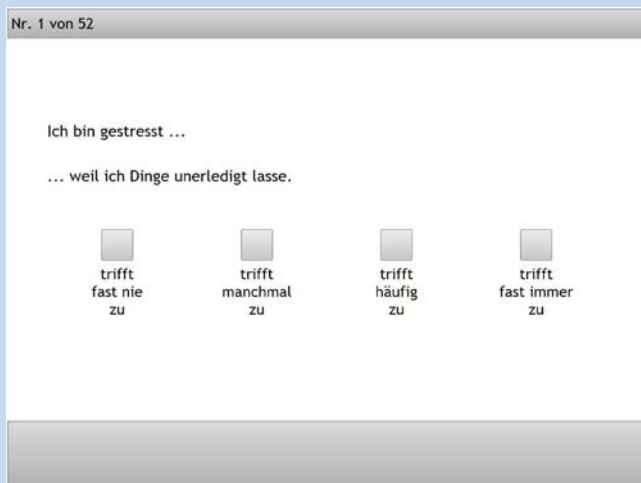 Nr. 1 von 52
Ich bin gestresst ...
... weil ich Dinge unerledigt lasse.
trifft fast nie zu
trifft manchmal zu
trifft häufig zu
trifft fast immer zu